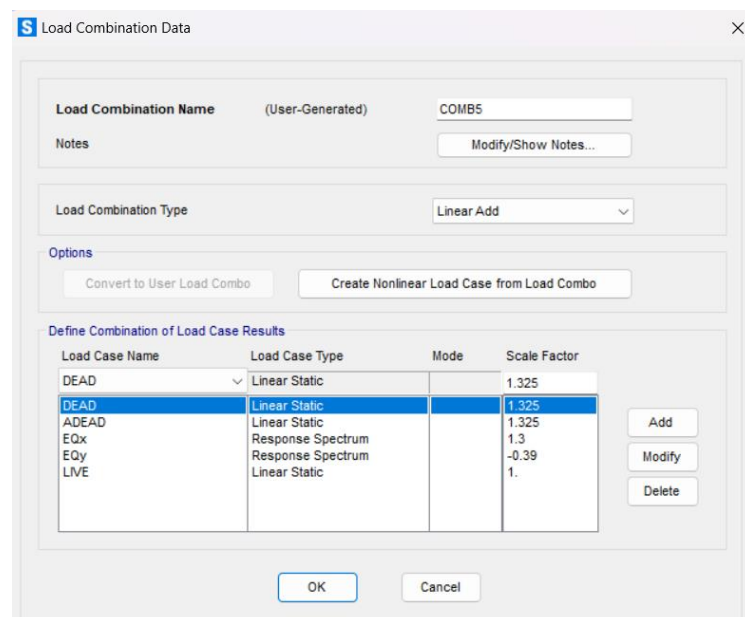 S Load Combination Data
Load Combination Name (User-Generated) COMB5
Notes Modify/Show Notes...
Load Combination Type Linear Add
Options
Convert to User Load Combo Create Nonlinear Load Case from Load Combo
Define Combination of Load Case Results
Load Case Name Load Case Type Mode Scale Factor
DEAD Linear Static 1.325
DEAD Linear Static 1.325
ADEAD Linear Static 1.325 Add
EQx Response Spectrum 1.3
EQy Response Spectrum -0.39 Modify
LIVE Linear Static 1.
Delete
OK Cancel